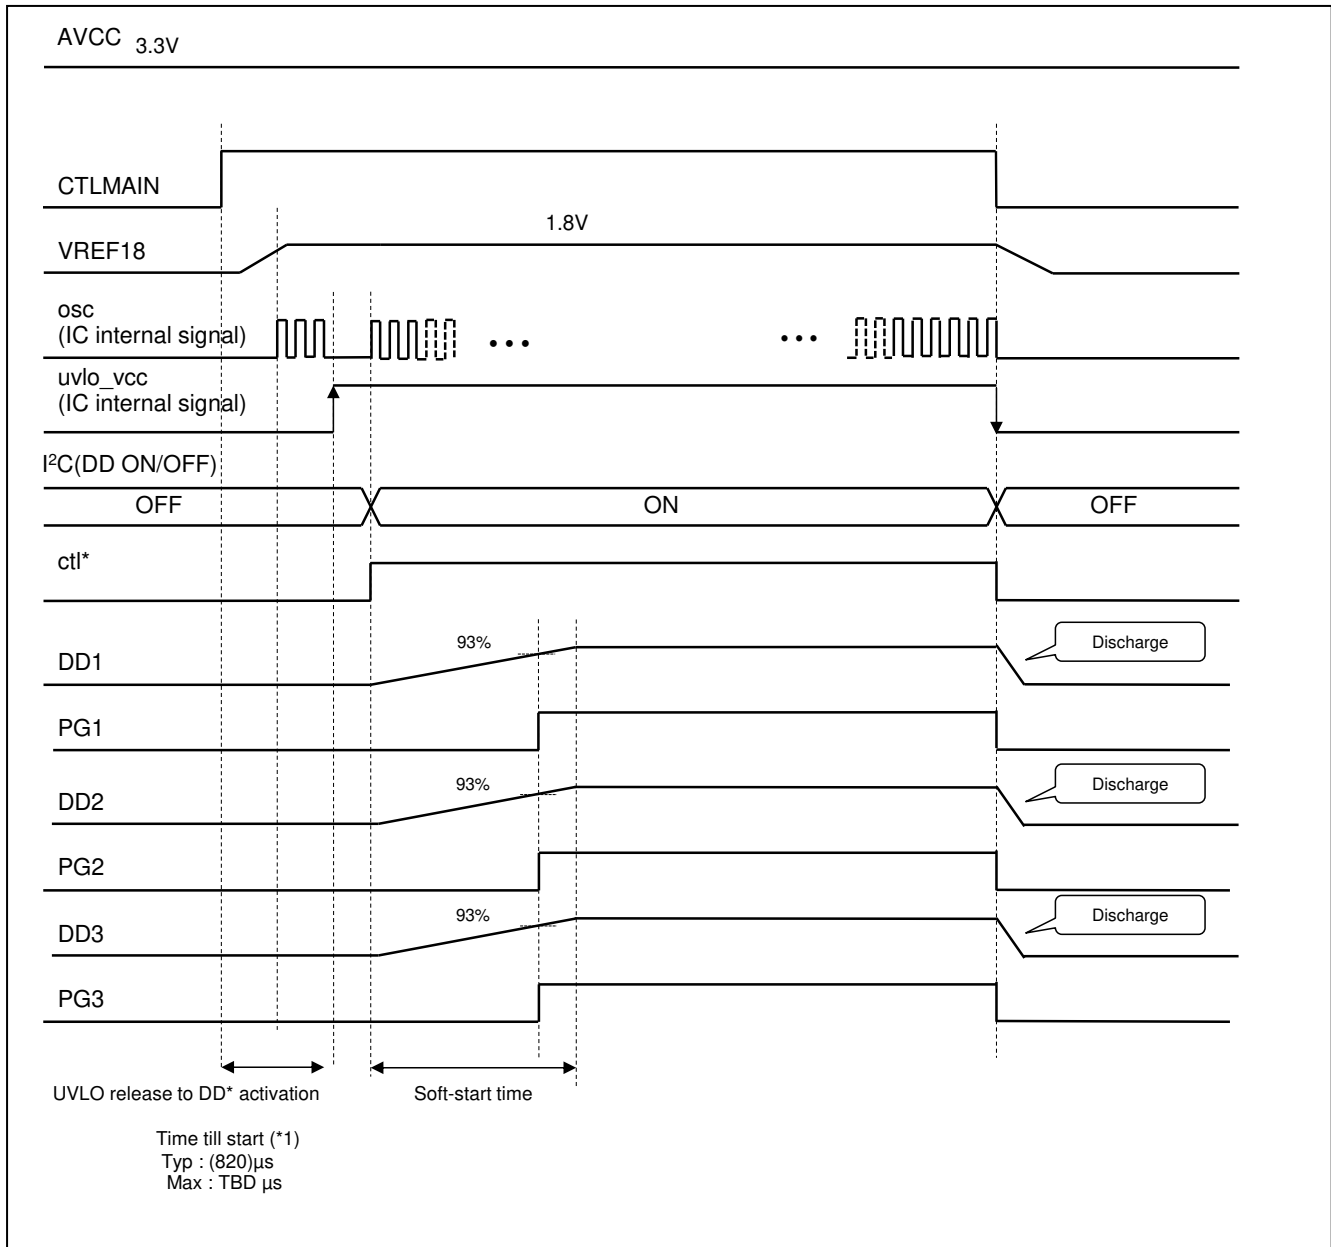 AVCC 3.3V
CTLMAIN
1.8V
VREF18
osc
(IC internal signal)
• • •
• • •
uvlo_vcc
(IC internal signal)
I²C(DD ON/OFF)
OFF
ON
OFF
ctl*
93%
Discharge
DD1
PG1
93%
Discharge
DD2
PG2
93%
Discharge
DD3
PG3
UVLO release to DD* activation
Soft-start time
Time till start (*1)
Typ : (820)µs
Max : TBD µs